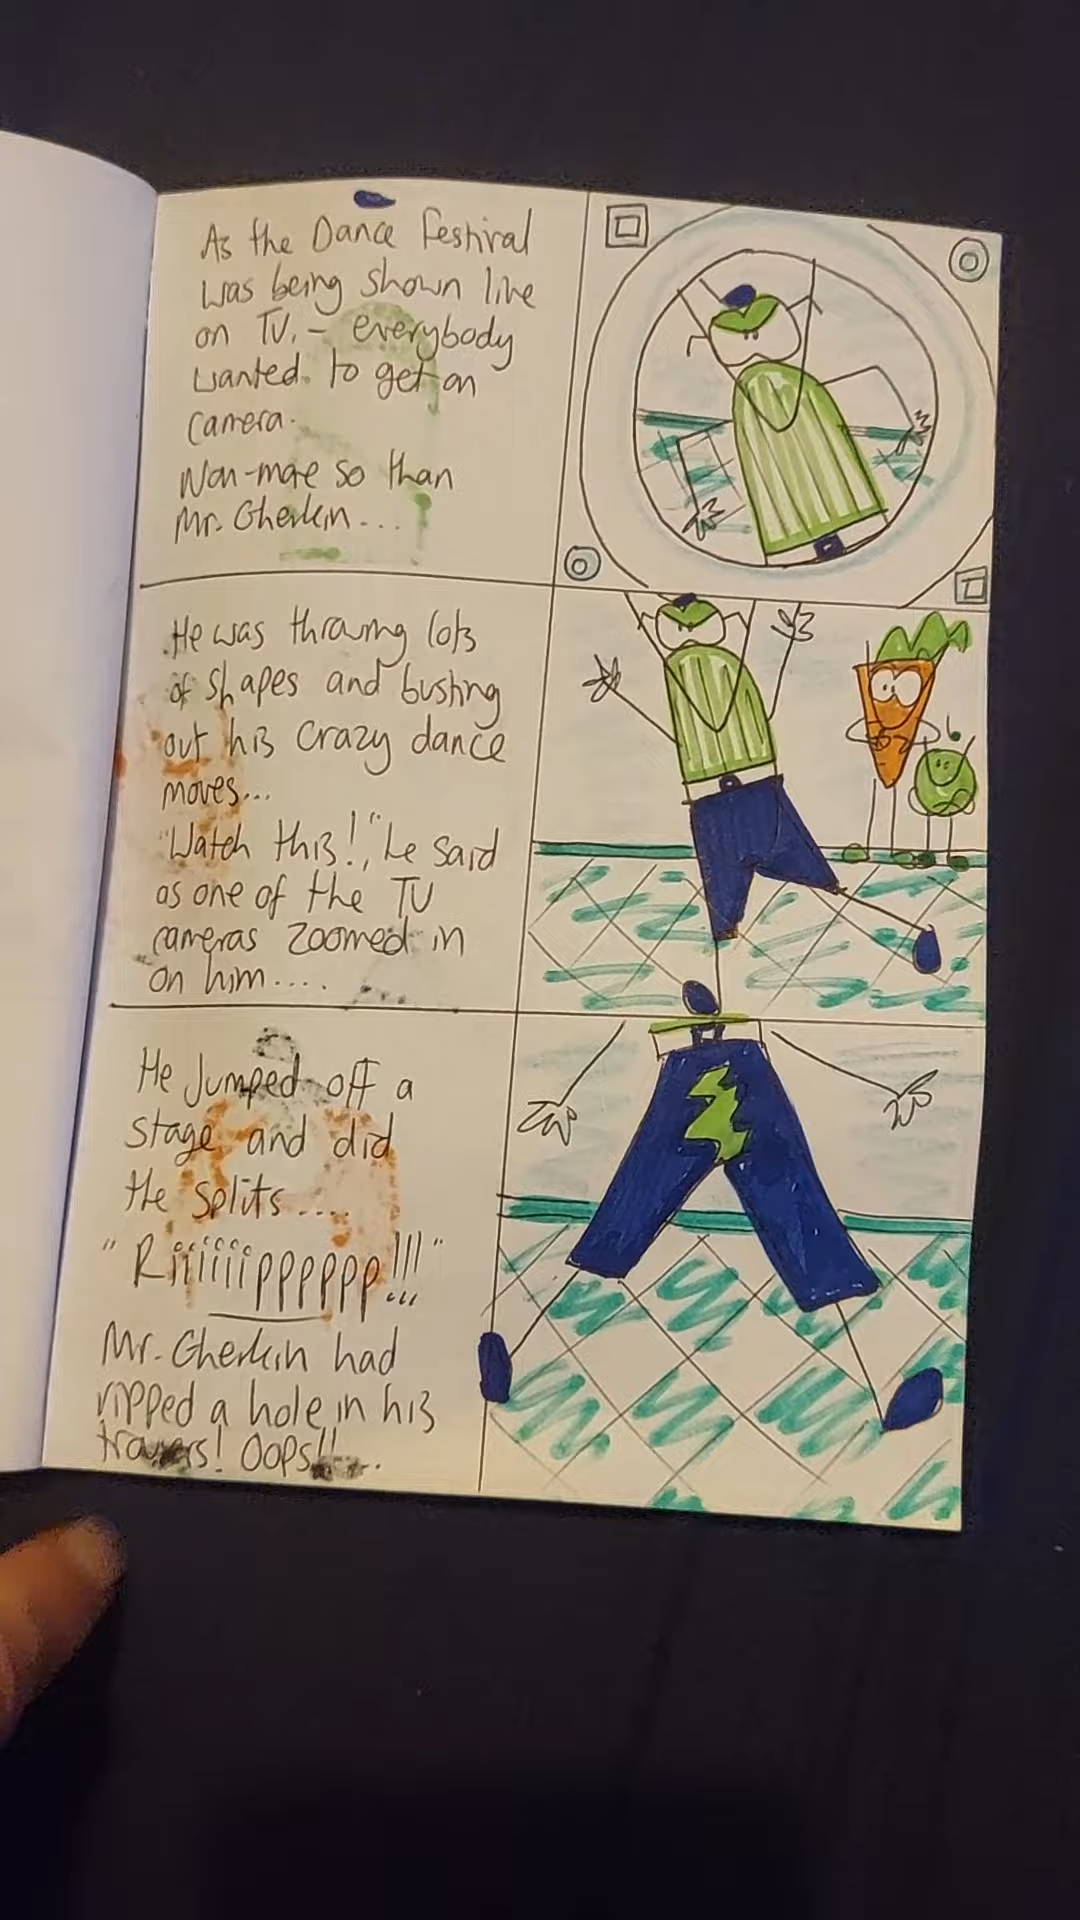 As the Dance Festival
was being shown live
on TV. - everybody
wanted to get on
camera.
Non-more so than
Mr. Gherkin...
He was throwing lots
of shapes and busting
out his crazy dance
moves...
"Watch this!," he said
as one of the TV
cameras zoomed in
on him....
He Jumped off a
stage and did
the splits....
"Riiiiiiipppppp!!!"
Mr. Gherkin had
ripped a hole in his
trousers! Oops!!...